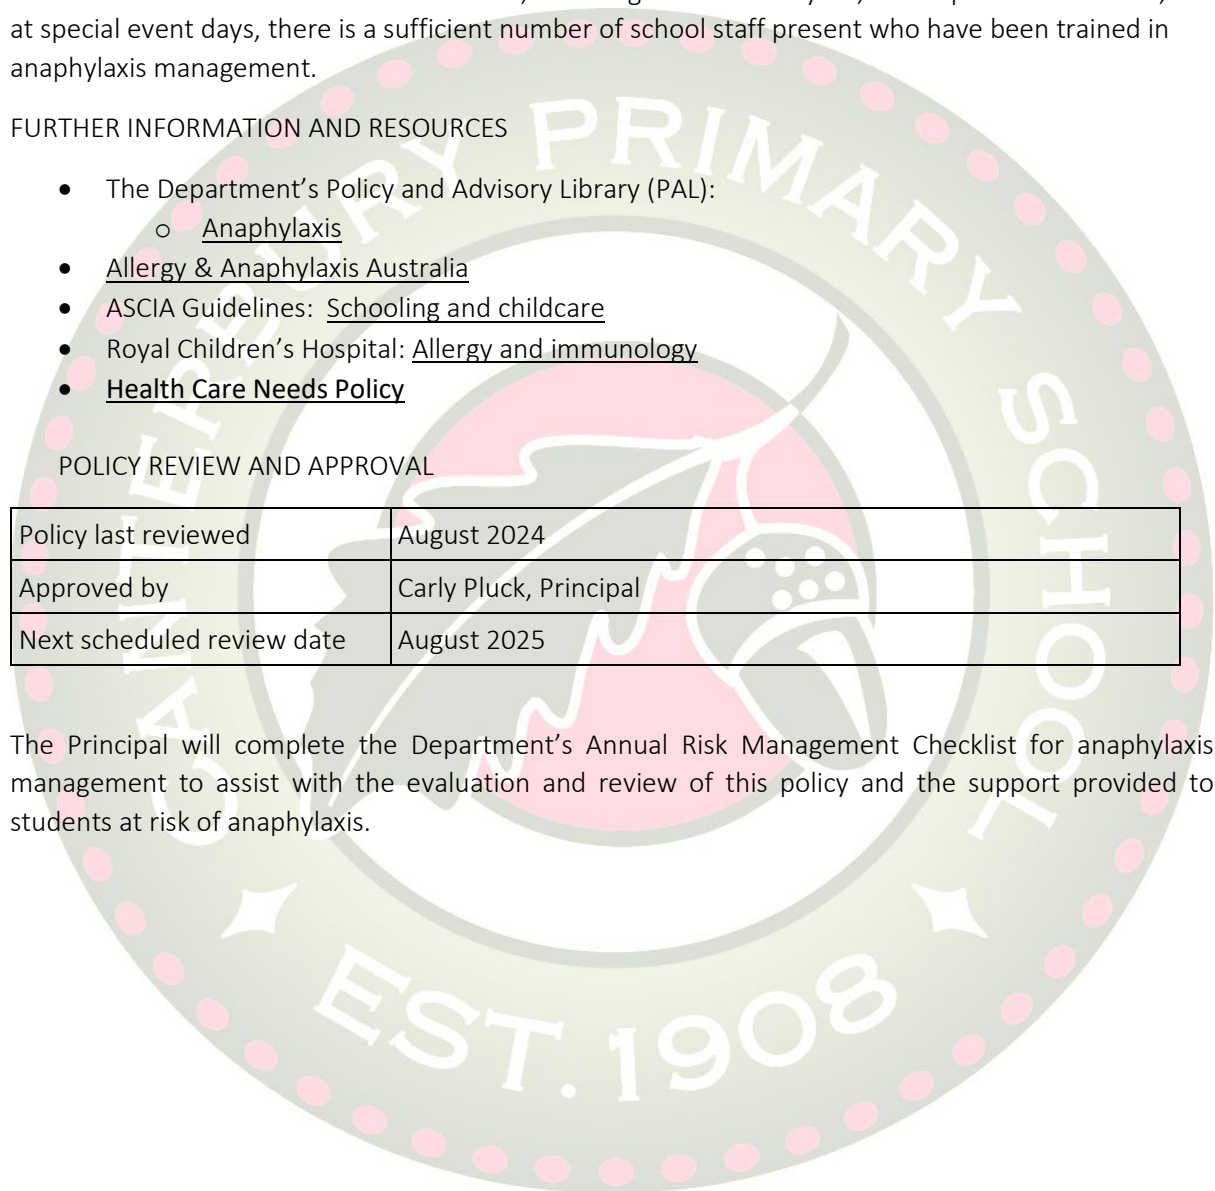 at special event days, there is a sufficient number of school staff present who have been trained in
anaphylaxis management.
FURTHER INFORMATION AND RESOURCES
• The Department’s Policy and Advisory Library (PAL):
o Anaphylaxis
• Allergy & Anaphylaxis Australia
• ASCIA Guidelines: Schooling and childcare
• Royal Children’s Hospital: Allergy and immunology
• Health Care Needs Policy
POLICY REVIEW AND APPROVAL
Policy last reviewed August 2024
Approved by Carly Pluck, Principal
Next scheduled review date August 2025
The Principal will complete the Department’s Annual Risk Management Checklist for anaphylaxis
management to assist with the evaluation and review of this policy and the support provided to
students at risk of anaphylaxis.
CANTERBURY PRIMARY SCHOOL
EST. 1908